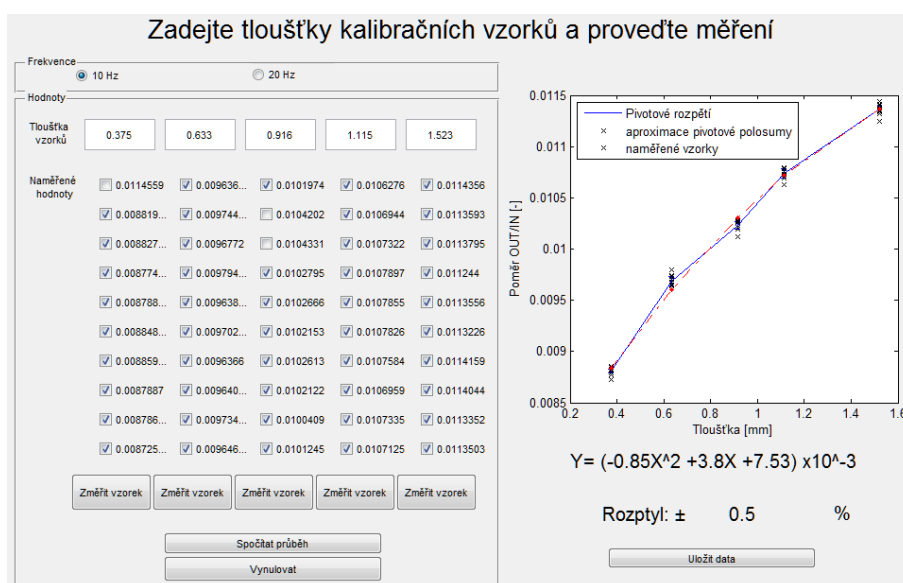 Zadejte tloušťky kalibračních vzorků a proveďte měření
Frekvence
10 Hz 20 Hz
Hodnoty
Tloušťka vzorků 0.375 0.633 0.916 1.115 1.523
Naměřené hodnoty
0.0114559 0.009636... 0.0101974 0.0106276 0.0114356
0.008819... 0.009744... 0.0104202 0.0106944 0.0113593
0.008827... 0.0096772 0.0104331 0.0107322 0.0113795
0.008774... 0.009794... 0.0102795 0.0107897 0.011244
0.008788... 0.009638... 0.0102666 0.0107855 0.0113556
0.008848... 0.009702... 0.0102153 0.0107826 0.0113226
0.008859... 0.0096366 0.0102613 0.0107584 0.0114159
0.0087887 0.009640... 0.0102122 0.0106959 0.0114044
0.008786... 0.009734... 0.0100409 0.0107335 0.0113352
0.008725... 0.009646... 0.0101245 0.0107125 0.0113503
Změřit vzorek Změřit vzorek Změřit vzorek Změřit vzorek Změřit vzorek
Spočítat průběh
Vynulovat
Pivotové rozpětí
aproximace pivotové polosumy
naměřené vzorky
Poměr OUT/IN [-]
0.0115
0.011
0.0105
0.01
0.0095
0.009
0.0085
0.2 0.4 0.6 0.8 1 1.2 1.4 1.6
Tloušťka [mm]
Y= (-0.85X^2 +3.8X +7.53) x10^-3
Rozptyl: ± 0.5 %
Uložit data